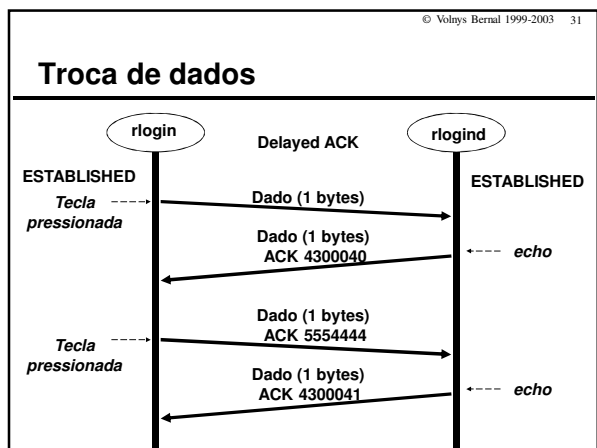 © Volnys Bernal 1999-2003 31
Troca de dados
rlogin
Delayed ACK
rlogind
ESTABLISHED
ESTABLISHED
Tecla
pressionada
Dado (1 bytes)
Dado (1 bytes)
ACK 4300040
echo
Tecla
pressionada
Dado (1 bytes)
ACK 5554444
Dado (1 bytes)
ACK 4300041
echo